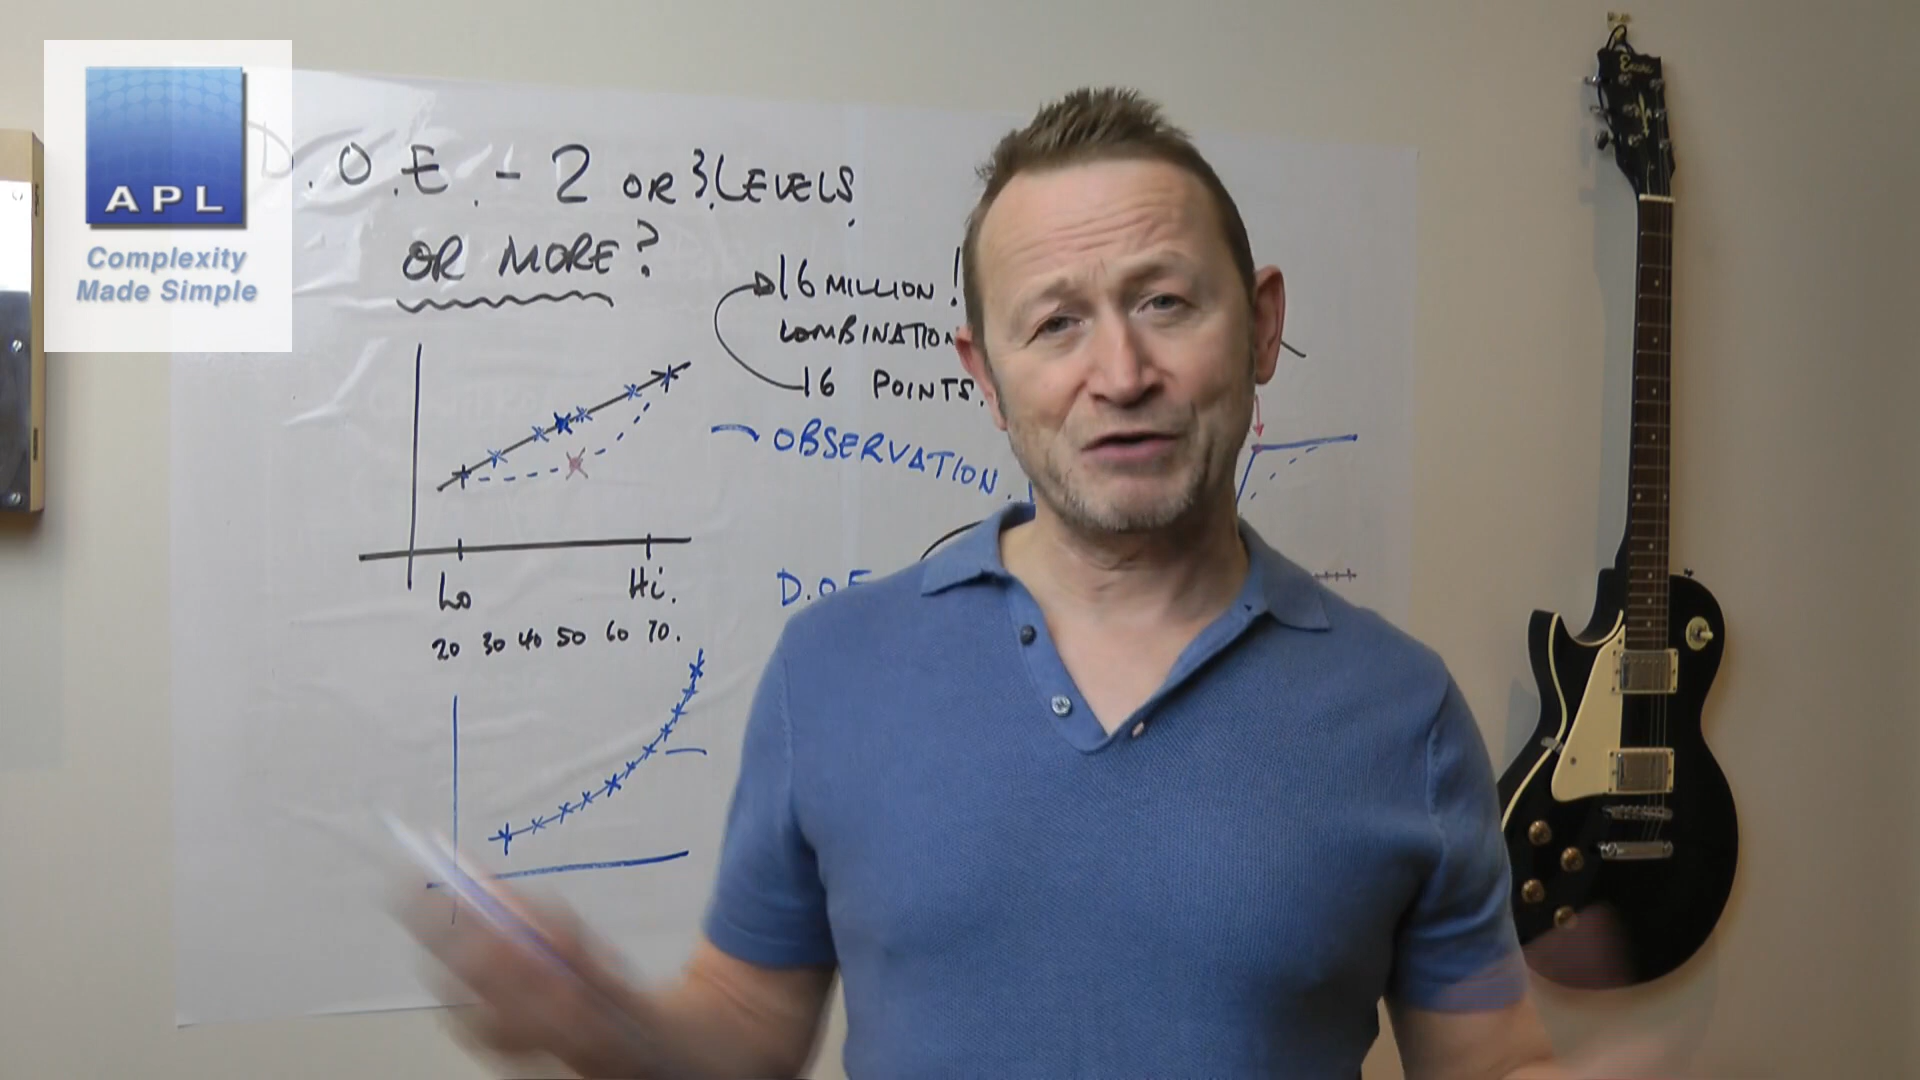 APL
Complexity
Made Simple
D.O.E. - 2 OR 3 LEVELS
OR MORE?
16 MILLION!
COMBINATION
16 POINTS.
OBSERVATION.
D.O.E
Lo Hi.
20 30 40 50 60 70.
Encore